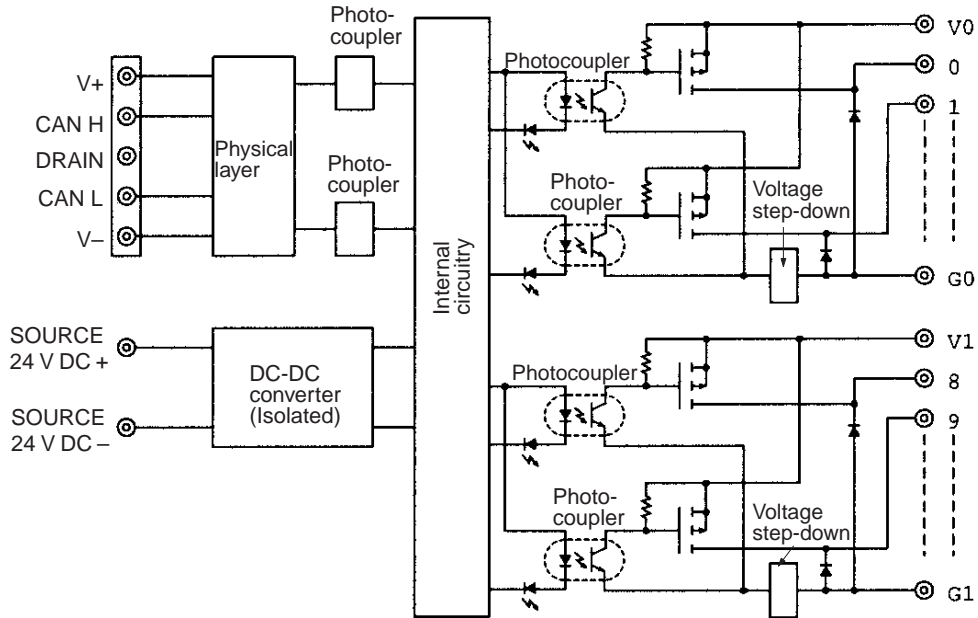 Photo-
coupler
V+
CAN H
DRAIN
CAN L
V–
Physical
layer
Photo-
coupler
SOURCE
24 V DC +
SOURCE
24 V DC –
DC-DC
converter
(Isolated)
Internal
circuitry
Photocoupler
Photo-
coupler
Voltage
step-down
V0
0
1
G0
Photocoupler
Photo-
coupler
Voltage
step-down
V1
8
9
G1